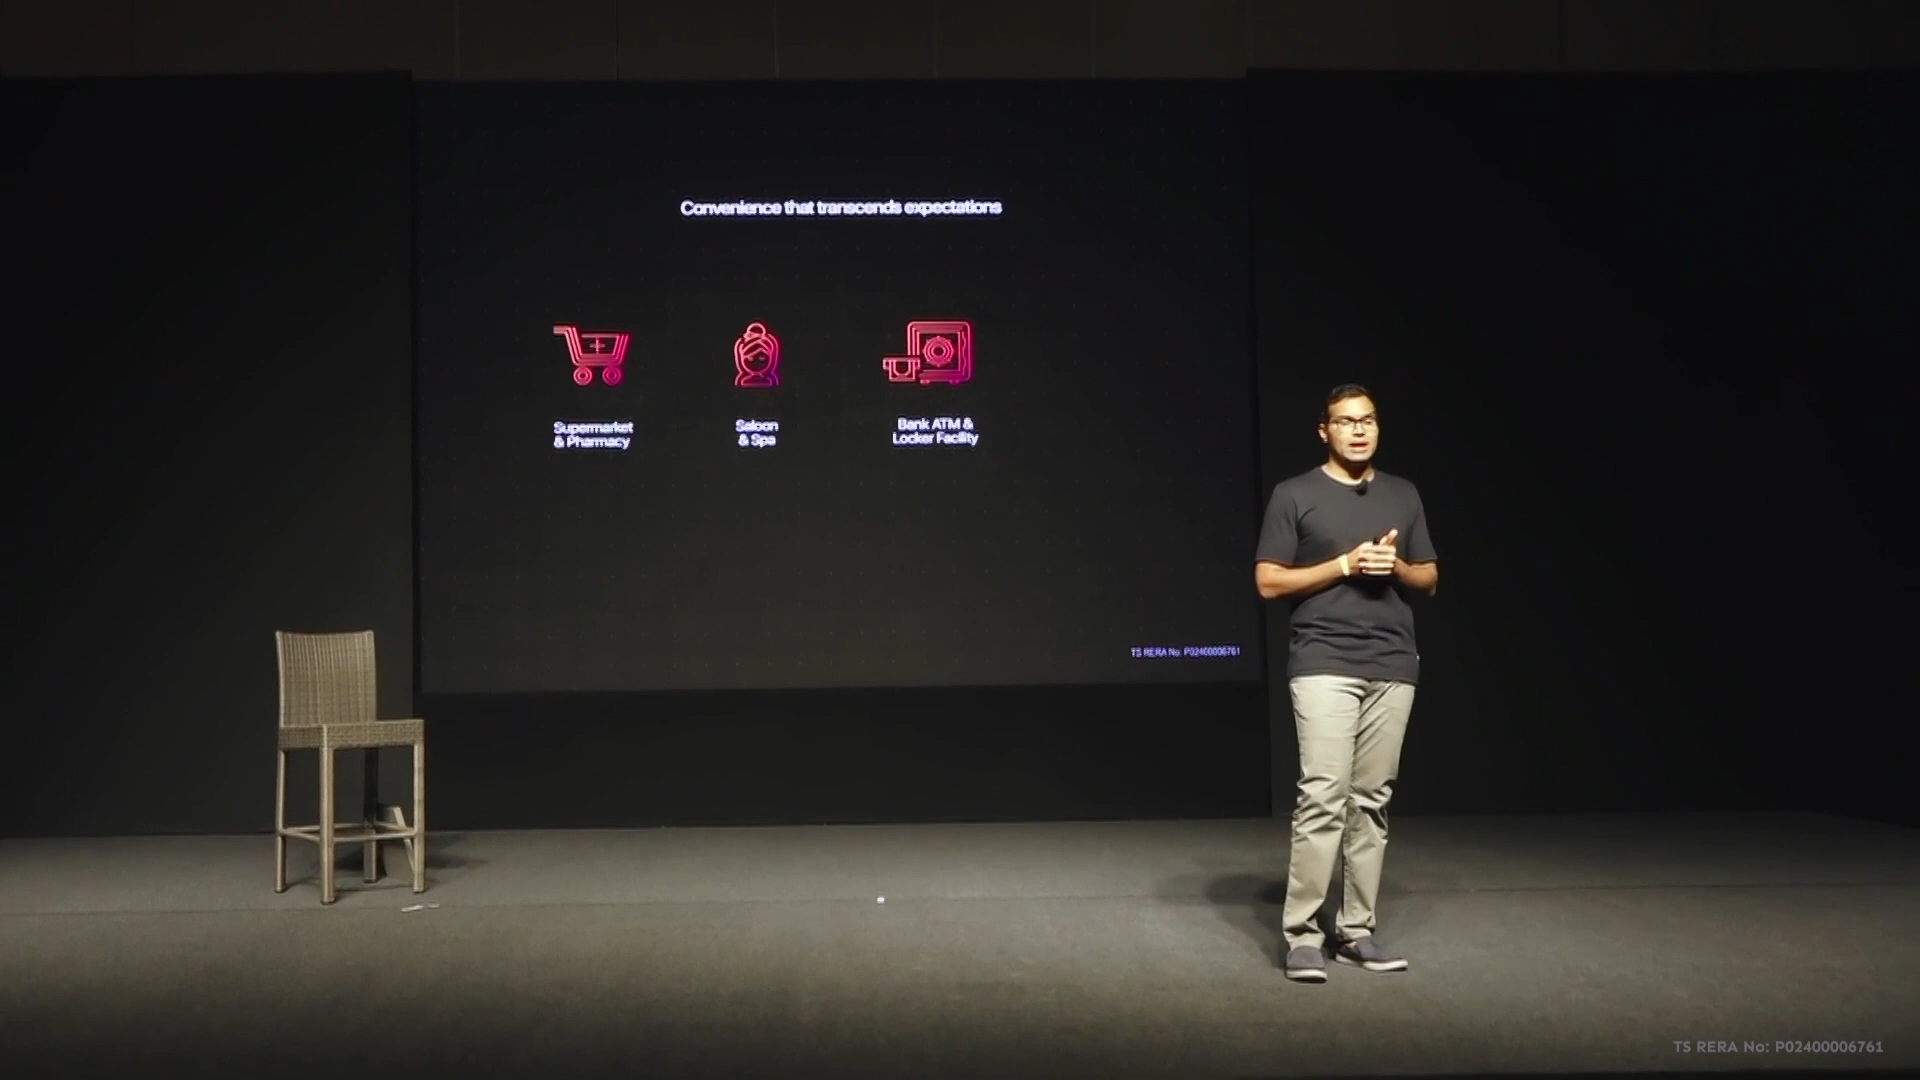 Convenience that transcends expectations
Supermarket
& Pharmacy
Saloon
& Spa
Bank ATM &
Locker Facility
TS RERA No: P02400006761
TS RERA No: P02400006761